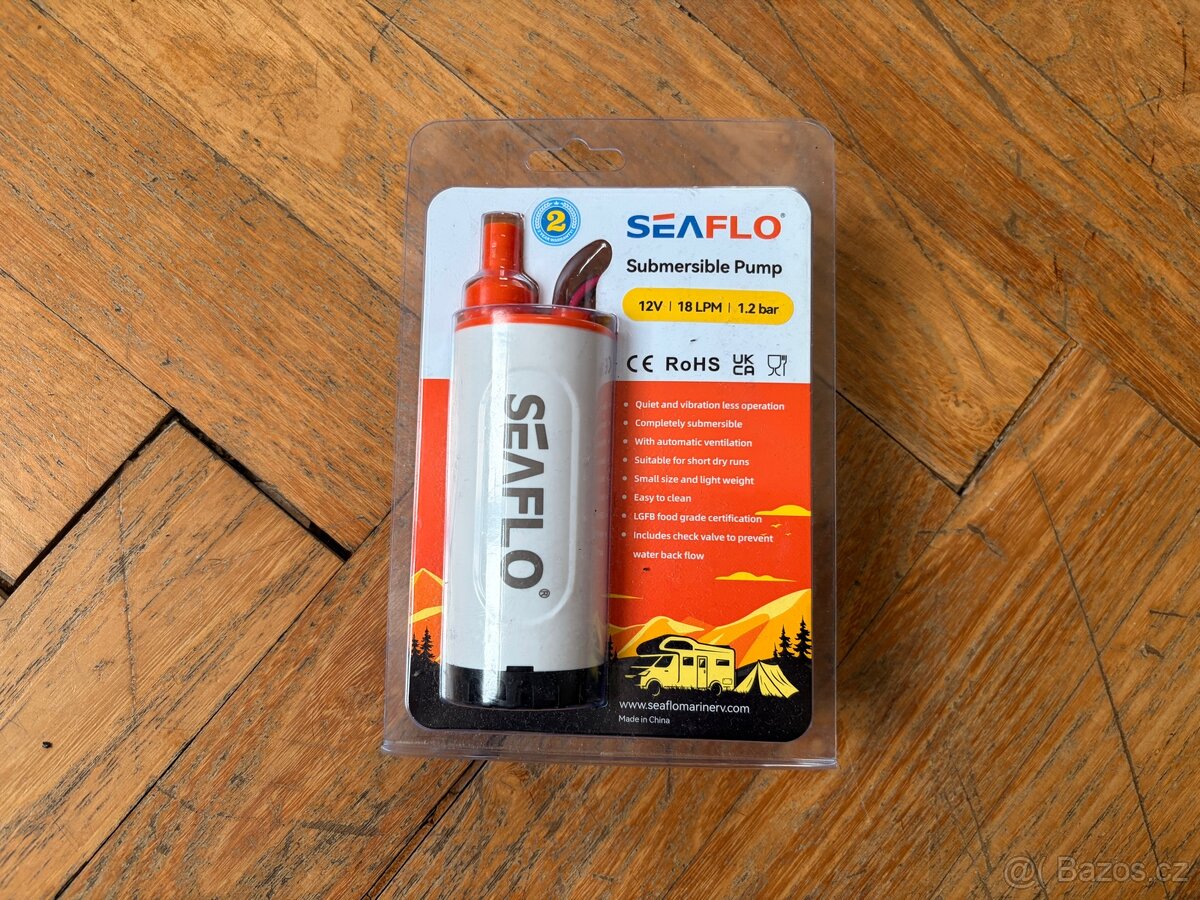 2
SEAFLO®
Submersible Pump
12V | 18 LPM | 1.2 bar
CE RoHS UK CA
• Quiet and vibration less operation
• Completely submersible
• With automatic ventilation
• Suitable for short dry runs
• Small size and light weight
• Easy to clean
• LGFB food grade certification
• Includes check valve to prevent
water back flow
SEAFLO®
www.seaflomarinerv.com
Made in China
@ Bazos.cz